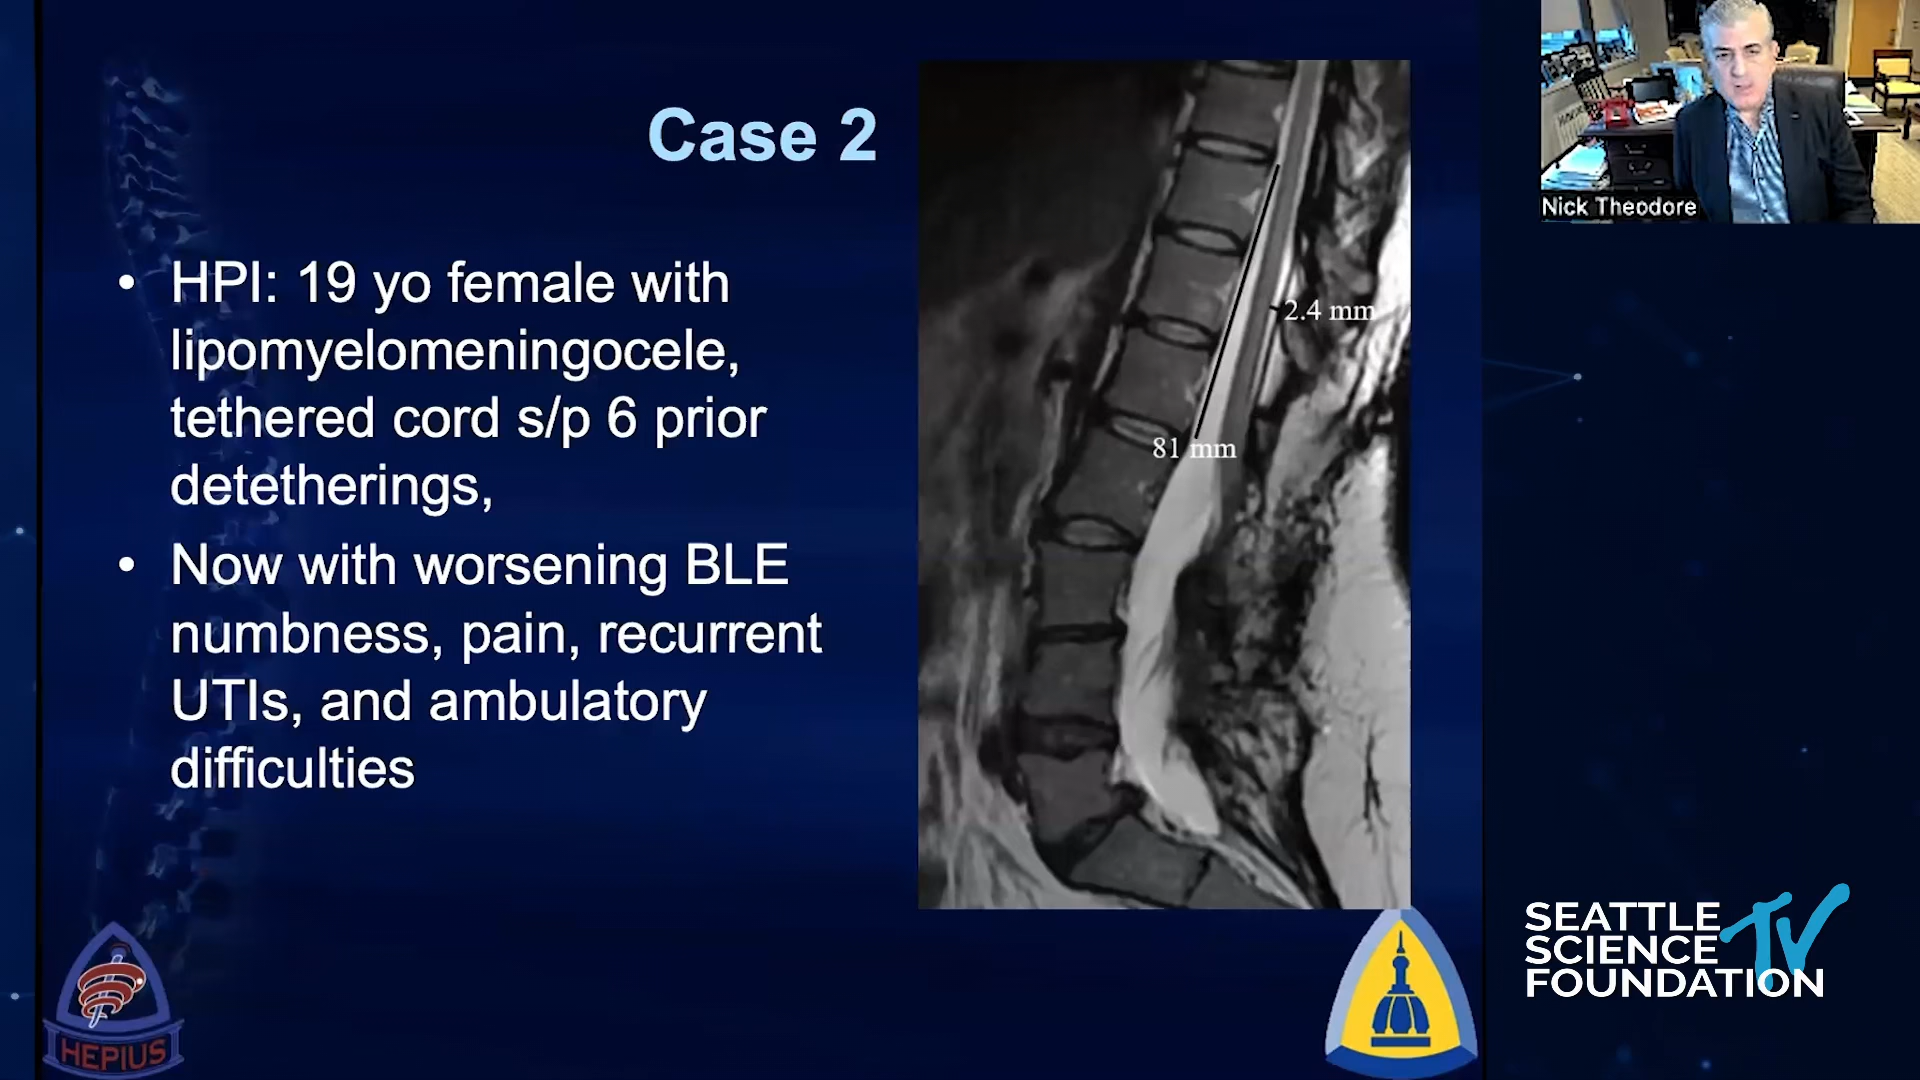 Case 2
• HPI: 19 yo female with
lipomyelomeningocele,
tethered cord s/p 6 prior
detetherings,
• Now with worsening BLE
numbness, pain, recurrent
UTIs, and ambulatory
difficulties
2.4 mm
81 mm
Nick Theodore
HEPIUS
SEATTLE
SCIENCE
FOUNDATION
TV